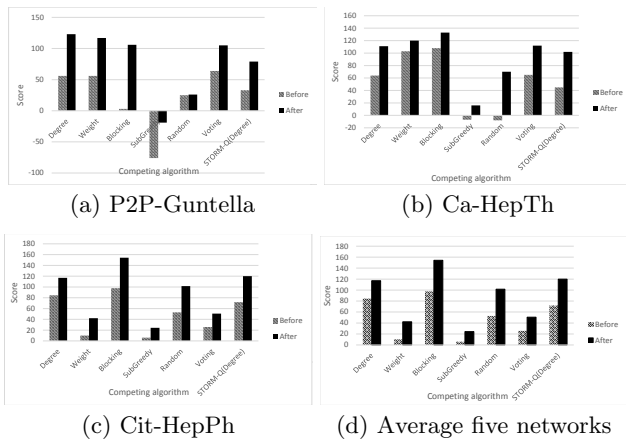 150
100
50
0
-50
-100
Score
Degree
Weight
Blocking
SubGreedy
Random
Voting
STORM-Q(Degree)
Competing algorithm
Before
After
(a) P2P-Guntella
160
140
120
100
80
60
40
20
0
-20
Score
Degree
Weight
Blocking
SubGreedy
Random
Voting
STORM-Q(Degree)
Competing algorithm
Before
After
(b) Ca-HepTh
180
160
140
120
100
80
60
40
20
0
Score
Degree
Weight
Blocking
SubGreedy
Random
Voting
STORM-Q(Degree)
Competing algorithm
Before
After
(c) Cit-HepPh
180
160
140
120
100
80
60
40
20
0
Score
Degree
Weight
Blocking
SubGreedy
Random
Voting
STORM-Q(Degree)
Competing algorithm
Before
After
(d) Average five networks